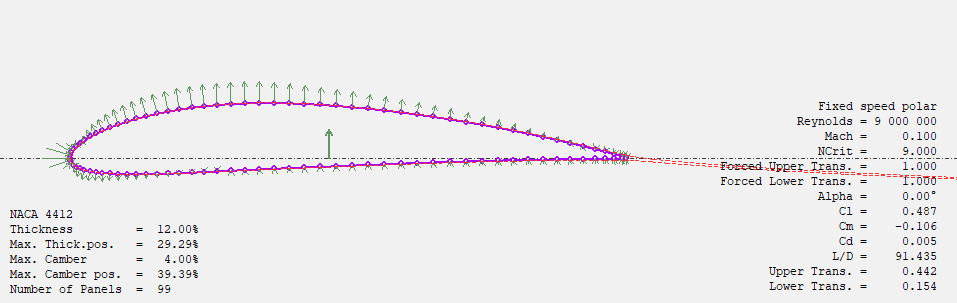 Fixed speed polar
Reynolds = 9 000 000
Mach = 0.100
NCrit = 9.000
Forced Upper Trans. = 1.000
Forced Lower Trans. = 1.000
Alpha = 0.00°
Cl = 0.487
Cm = -0.106
Cd = 0.005
L/D = 91.435
Upper Trans. = 0.442
Lower Trans. = 0.154
NACA 4412
Thickness = 12.00%
Max. Thick.pos. = 29.29%
Max. Camber = 4.00%
Max. Camber pos. = 39.39%
Number of Panels = 99